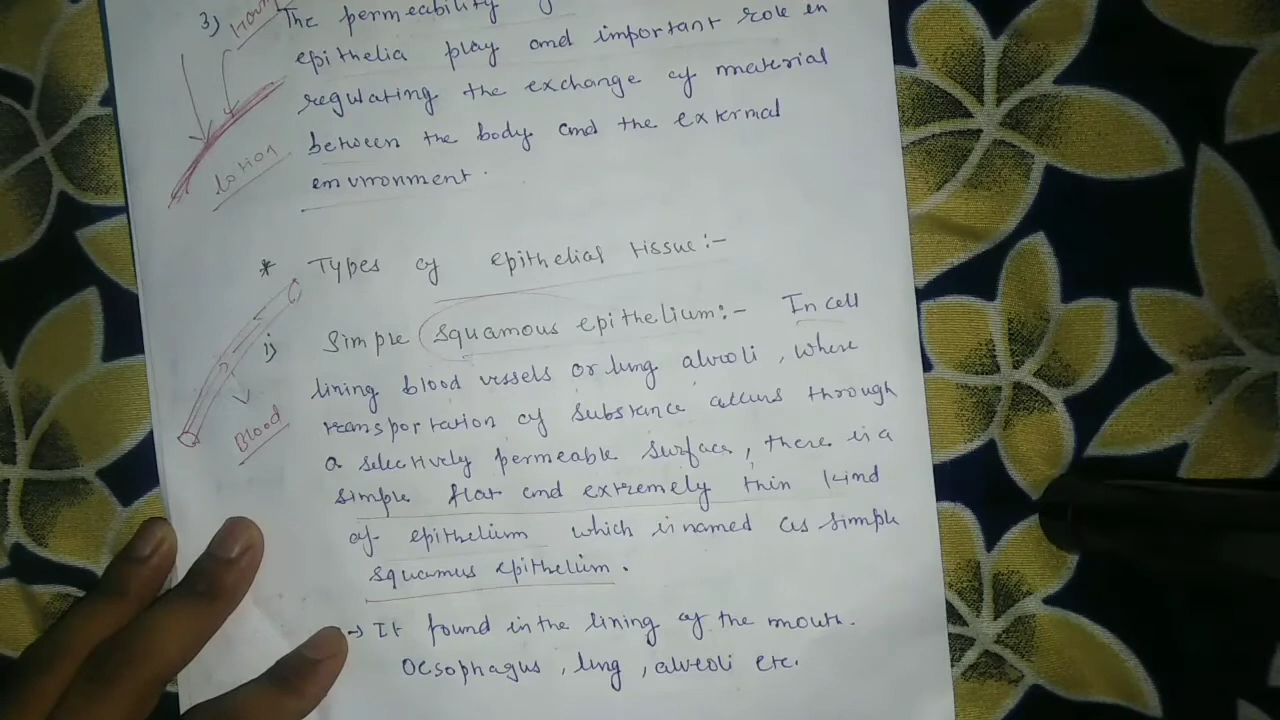 3) The permeability
epithelia play and important role in
regulating the exchange of material
between the body and the external
environment.
Lotion
* Types of epithelial tissue:-
i) Simple squamous epithelium:- In cell
lining blood vessels or lung alveoli, where
transportation of substance occurs through
a selectively permeable surface, there is a
simple flat and extremely thin kind
of epithelium which is named as simple
squamus epithelium.
Blood
→ It found in the lining of the mouth.
Oesophagus, lung, alveoli etc.